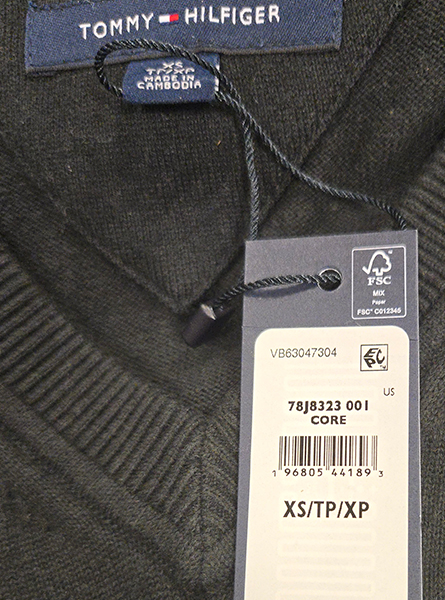 TOMMY HILFIGER
XS
TP/XP
MADE IN
CAMBODIA
FSC
MIX
Paper
FSC® C012345
VB63047304
EPC
US
78J8323 001
CORE
1 96805 44189 3
XS/TP/XP